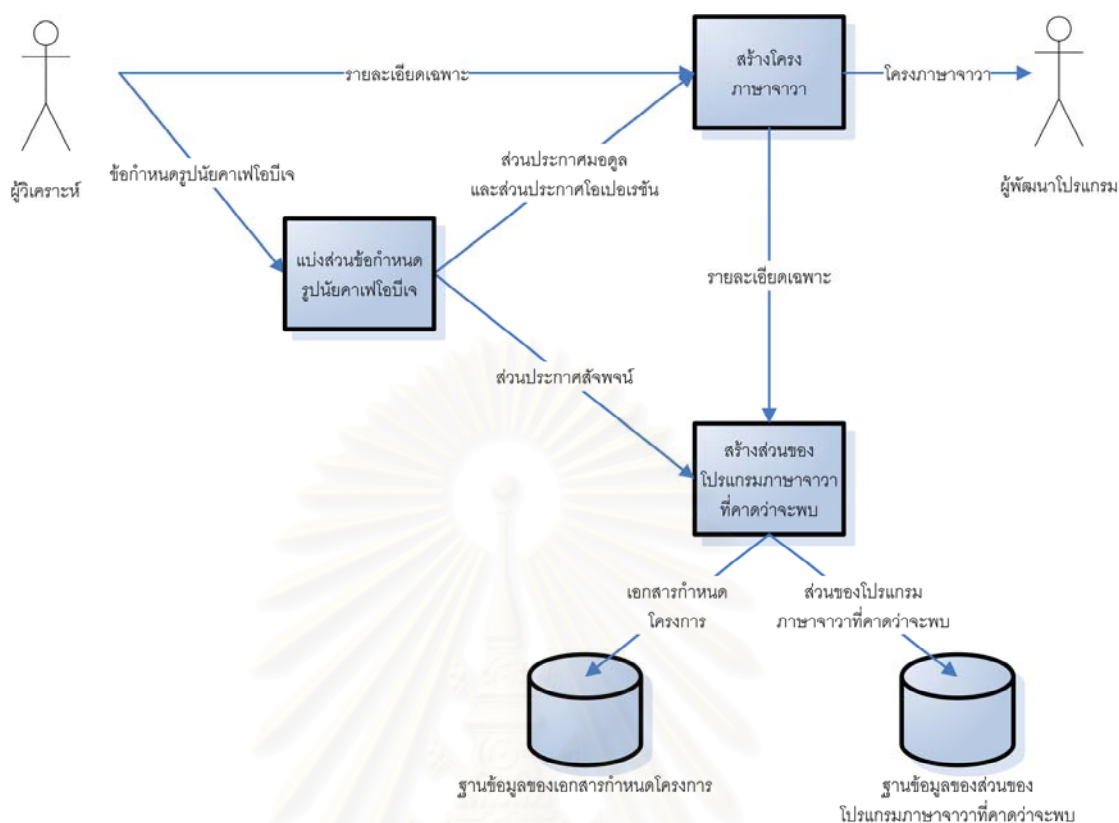 สร้างโครง
ภาษาจาวา
รายละเอียดเฉพาะ
โครงภาษาจาวา
ผู้วิเคราะห์
ข้อกำหนดรูปนัยคาเฟโอบีเจ
ส่วนประกาศมอดูล
และส่วนประกาศโอเปอเรชัน
ผู้พัฒนาโปรแกรม
แบ่งส่วนข้อกำหนด
รูปนัยคาเฟโอบีเจ
รายละเอียดเฉพาะ
ส่วนประกาศสัจพจน์
สร้างส่วนของ
โปรแกรมภาษาจาวา
ที่คาดว่าจะพบ
เอกสารกำหนด
โครงการ
ส่วนของโปรแกรม
ภาษาจาวาที่คาดว่าจะพบ
ฐานข้อมูลของเอกสารกำหนดโครงการ
ฐานข้อมูลของส่วนของ
โปรแกรมภาษาจาวาที่คาดว่าจะพบ